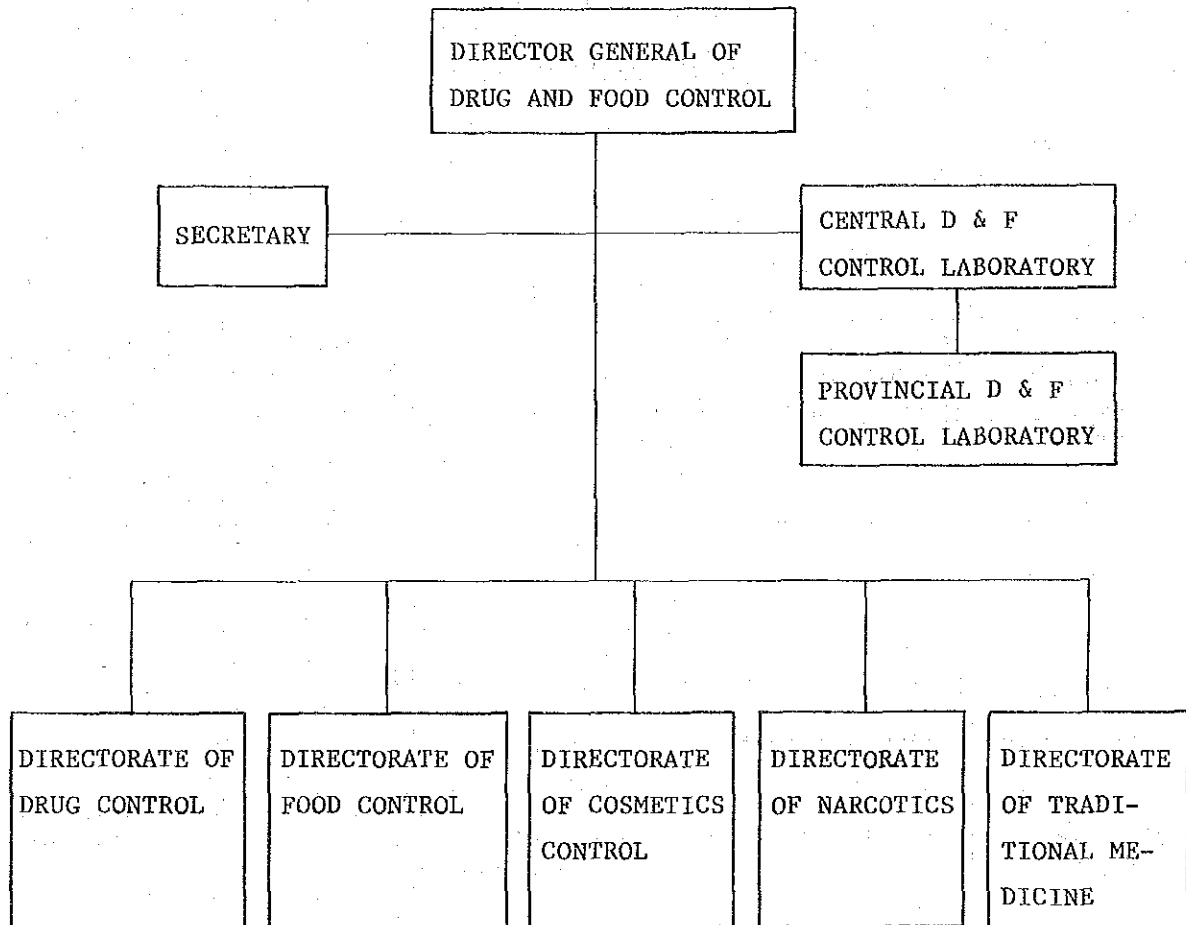 DIRECTOR GENERAL OF
DRUG AND FOOD CONTROL
SECRETARY
CENTRAL D & F
CONTROL LABORATORY
PROVINCIAL D & F
CONTROL LABORATORY
DIRECTORATE OF
DRUG CONTROL
DIRECTORATE OF
FOOD CONTROL
DIRECTORATE
OF COSMETICS
CONTROL
DIRECTORATE
OF NARCOTICS
DIRECTORATE
OF TRADI-
TIONAL ME-
DICINE